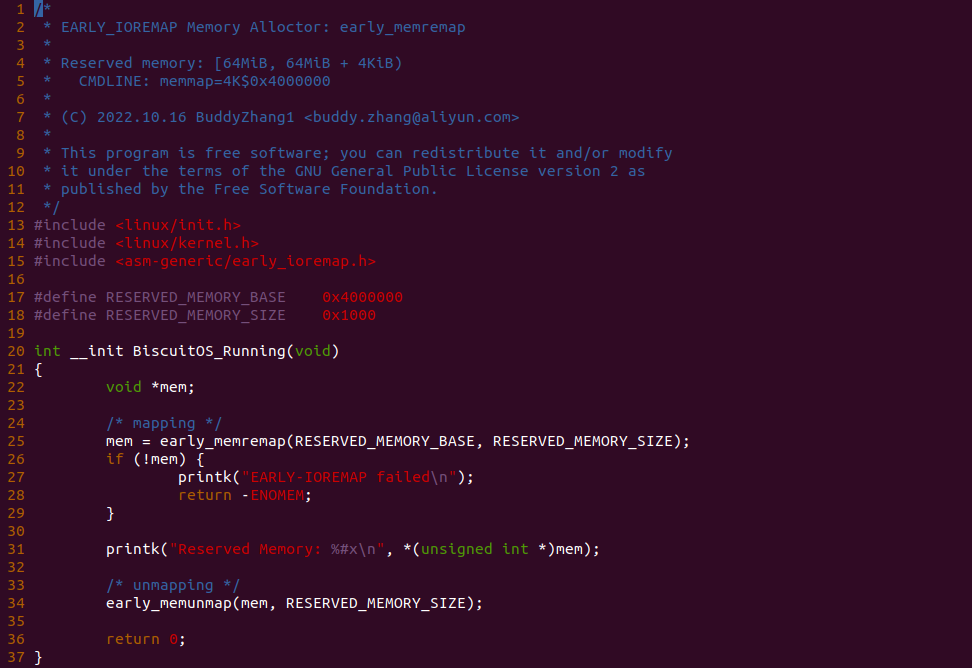 1 /*
2  * EARLY_IOREMAP Memory Alloctor: early_memremap
3  *
4  * Reserved memory: [64MiB, 64MiB + 4KiB)
5  *   CMDLINE: memmap=4K$0x4000000
6  *
7  * (C) 2022.10.16 BuddyZhang1 <buddy.zhang@aliyun.com>
8  *
9  * This program is free software; you can redistribute it and/or modify
10  * it under the terms of the GNU General Public License version 2 as
11  * published by the Free Software Foundation.
12  */
13 #include <linux/init.h>
14 #include <linux/kernel.h>
15 #include <asm-generic/early_ioremap.h>
16
17 #define RESERVED_MEMORY_BASE    0x4000000
18 #define RESERVED_MEMORY_SIZE    0x1000
19
20 int __init BiscuitOS_Running(void)
21 {
22         void *mem;
23
24         /* mapping */
25         mem = early_memremap(RESERVED_MEMORY_BASE, RESERVED_MEMORY_SIZE);
26         if (!mem) {
27                 printk("EARLY-IOREMAP failed\n");
28                 return -ENOMEM;
29         }
30
31         printk("Reserved Memory: %#x\n", *(unsigned int *)mem);
32
33         /* unmapping */
34         early_memunmap(mem, RESERVED_MEMORY_SIZE);
35
36         return 0;
37 }